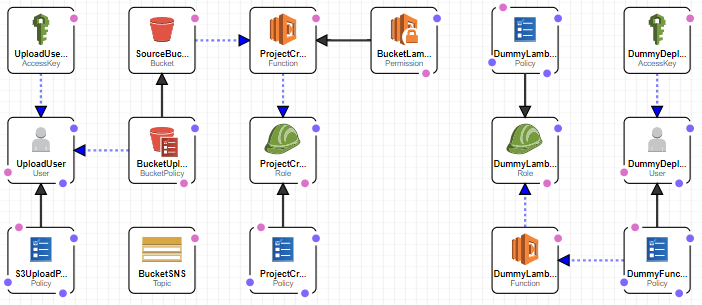 UploadUse...
AccessKey
SourceBuc...
Bucket
ProjectCr...
Function
BucketLam...
Permission
DummyLamb...
Policy
DummyDepl...
AccessKey
UploadUser
User
BucketUpl...
BucketPolicy
ProjectCr...
Role
DummyLamb...
Role
DummyDepl...
User
S3UploadP...
Policy
BucketSNS
Topic
ProjectCr...
Policy
DummyLamb...
Function
DummyFunc...
Policy